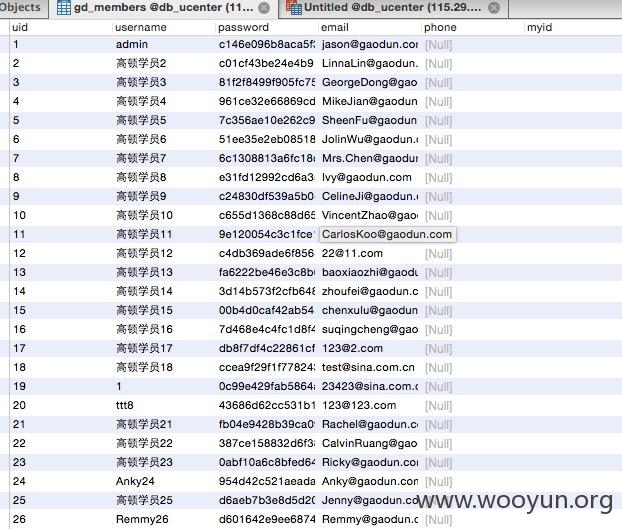 Objects gd_members @db_ucenter (11... Untitled @db_ucenter (115.29....
uid username password email phone myid
1 admin c146e096b8aca5f3 jason@gaodun.com [Null]
2 高顿学员2 c01cf43be24e4b9 LinnaLin@gaodun. [Null]
3 高顿学员3 81f2f8499f905fc75 GeorgeDong@gaodun [Null]
4 高顿学员4 961ce32e66869cd MikeJian@gaodun [Null]
5 高顿学员5 7c356ae10e262c9 SheenFu@gaodun. [Null]
6 高顿学员6 51ee35e2eb08518 JolinWu@gaodun. [Null]
7 高顿学员7 6c1308813a6fc18 Mrs.Chen@gaodun [Null]
8 高顿学员8 e31fd12992cd6a3 Ivy@gaodun.com [Null]
9 高顿学员9 c24830df539a5b0 CelineJi@gaodun. [Null]
10 高顿学员10 c655d1368c88d65 VincentZhao@gao [Null]
11 高顿学员11 9e120054c3c1fce CarlosKoo@gaodun.com
12 高顿学员12 c4db369ade6f856 22@11.com [Null]
13 高顿学员13 fa6222be46e3c8b baoxiaozhi@gaodu [Null]
14 高顿学员14 3d14b573f2cfb648 zhoufei@gaodun. [Null]
15 高顿学员15 00b4d0caf42ab54 chenxulu@gaodun [Null]
16 高顿学员16 7d468e4c4fc1d8f4 suqingcheng@gao [Null]
17 高顿学员17 db8f7df4c22861cf 123@2.com [Null]
18 高顿学员18 ccea9f29f1f778243 test@sina.com.cn [Null]
19 1 0c99e429fab5864 23423@sina.com.c [Null]
20 ttt8 43686d62cc531b1 123@123.com [Null]
21 高顿学员21 fb04e9428b39ca0 Rachel@gaodun.com [Null]
22 高顿学员22 387ce158832d6f3 CalvinRuang@gao [Null]
23 高顿学员23 0abf10a6c8bfed64 Ricky@gaodun.com [Null]
24 Anky24 954d42c521aeada Anky@gaodun.com [Null]
25 高顿学员25 d6aeb7b3e8d5d20 Jenny@gaodun.co [Null]
26 Remmy26 d601642e9ee6874 Remmy@gaodun.co [Null]
www.wooyun.org